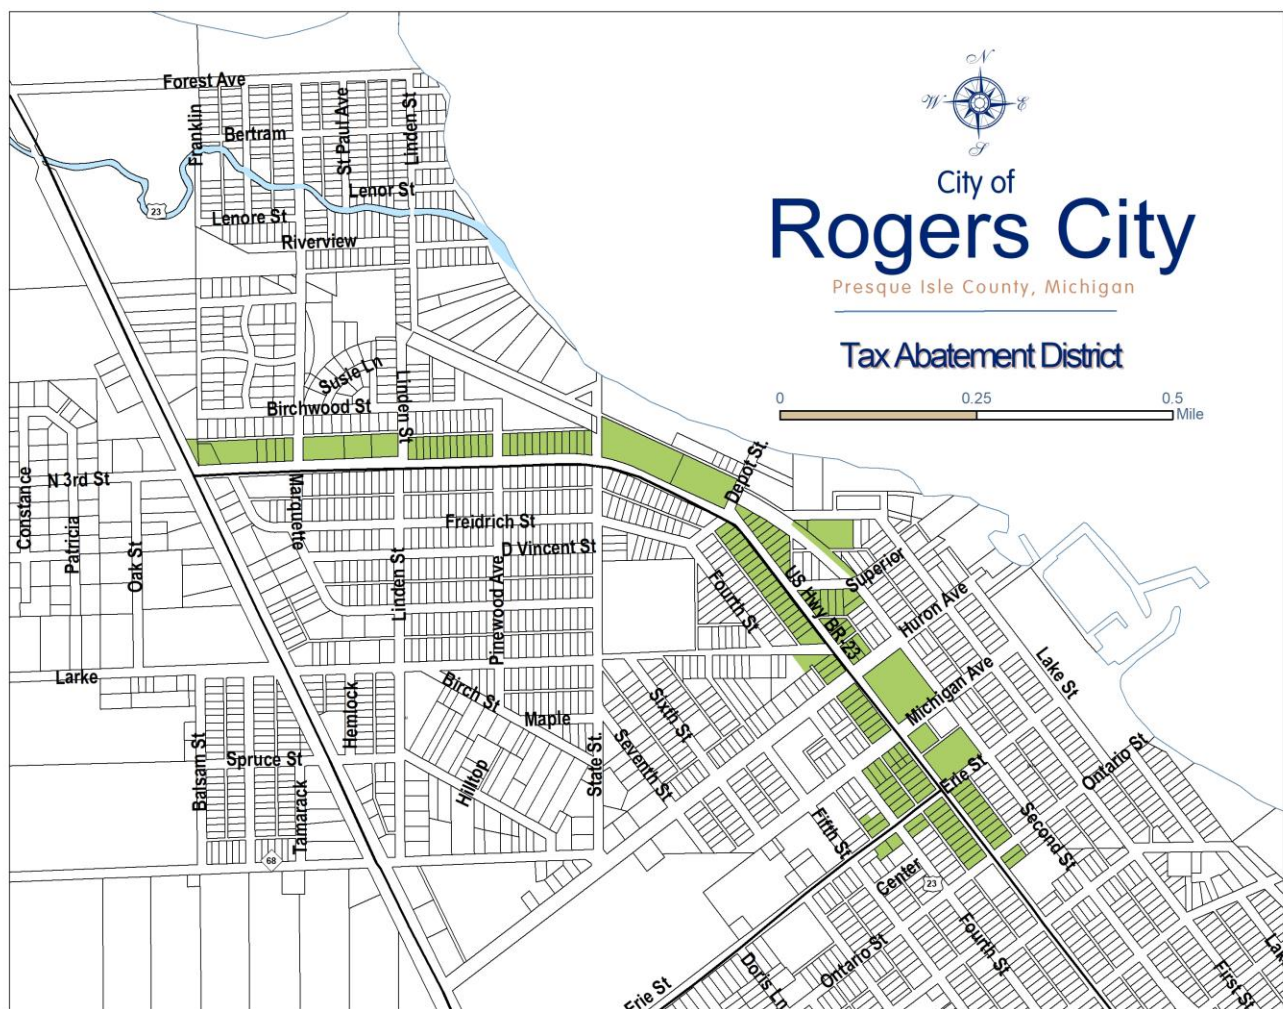 N
W
E
S
City of
Rogers City
Presque Isle County, Michigan
Tax Abatement District
0
0.25
0.5
Mile
Forest Ave
Franklin
Bertram
St Paul Ave
Linden St
Lenor St
23
Lenore St
Riverview
Susie Ln
Linden St
Birchwood St
Constance
N 3rd St
Patricia
Oak St
Marquette
Freidrich St
D Vincent St
Linden St
Pinewood Ave
Depot St.
US Hwy BR-23
Superior
Fourth St
Huron Ave
Lake St
Larke
Birch St
Maple
Hemlock
Sixth St
Seventh St
State St.
Michigan Ave
Balsam St
Spruce St
Tamarack
Hilltop
Erie St
Ontario St
Second St
Fifth St
68
Center
23
Fourth St
Ontario St
Doris Ln
Erie St
First St